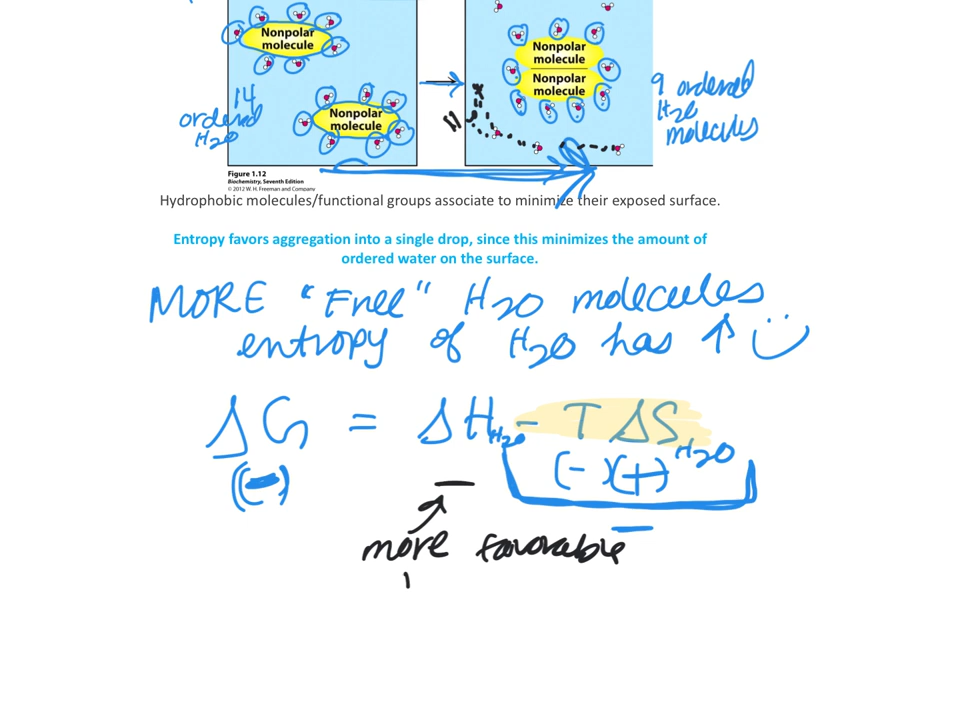 Nonpolar
molecule
14
ordered
H2O
Nonpolar
molecule
Nonpolar
molecule
Nonpolar
molecule
9 ordered
H2O
molecules
Figure 1.12
Biochemistry, Seventh Edition
© 2012 W. H. Freeman and Company
Hydrophobic molecules/functional groups associate to minimize their exposed surface.
Entropy favors aggregation into a single drop, since this minimizes the amount of
ordered water on the surface.
MORE "Free" H2O molecules
entropy of H2O has ↑
ΔG = ΔH H2O - TΔS H2O
(-) (-)(+)
more favorable